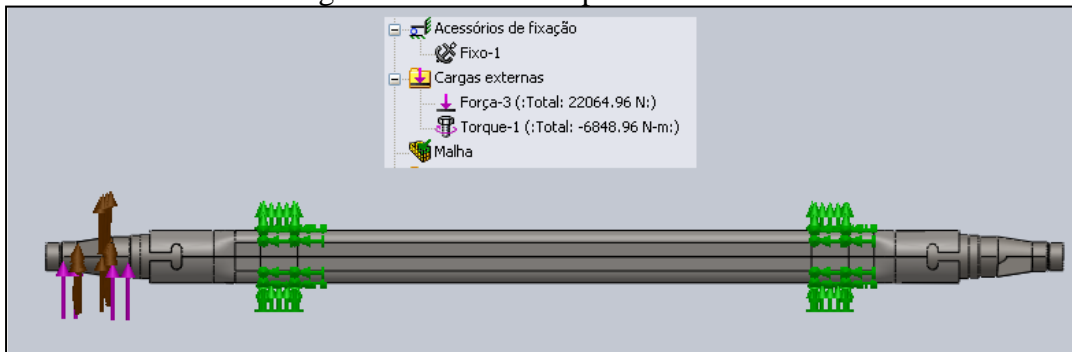 Acessórios de fixação
Fixo-1
Cargas externas
Força-3 (:Total: 22064.96 N:)
Torque-1 (:Total: -6848.96 N-m:)
Malha